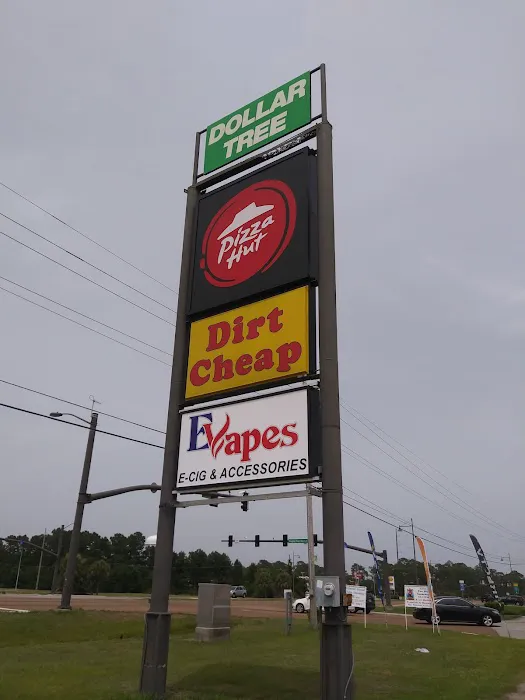 DOLLAR
TREE
Pizza
Hut
Dirt
Cheap
EVapes
E-CIG & ACCESSORIES